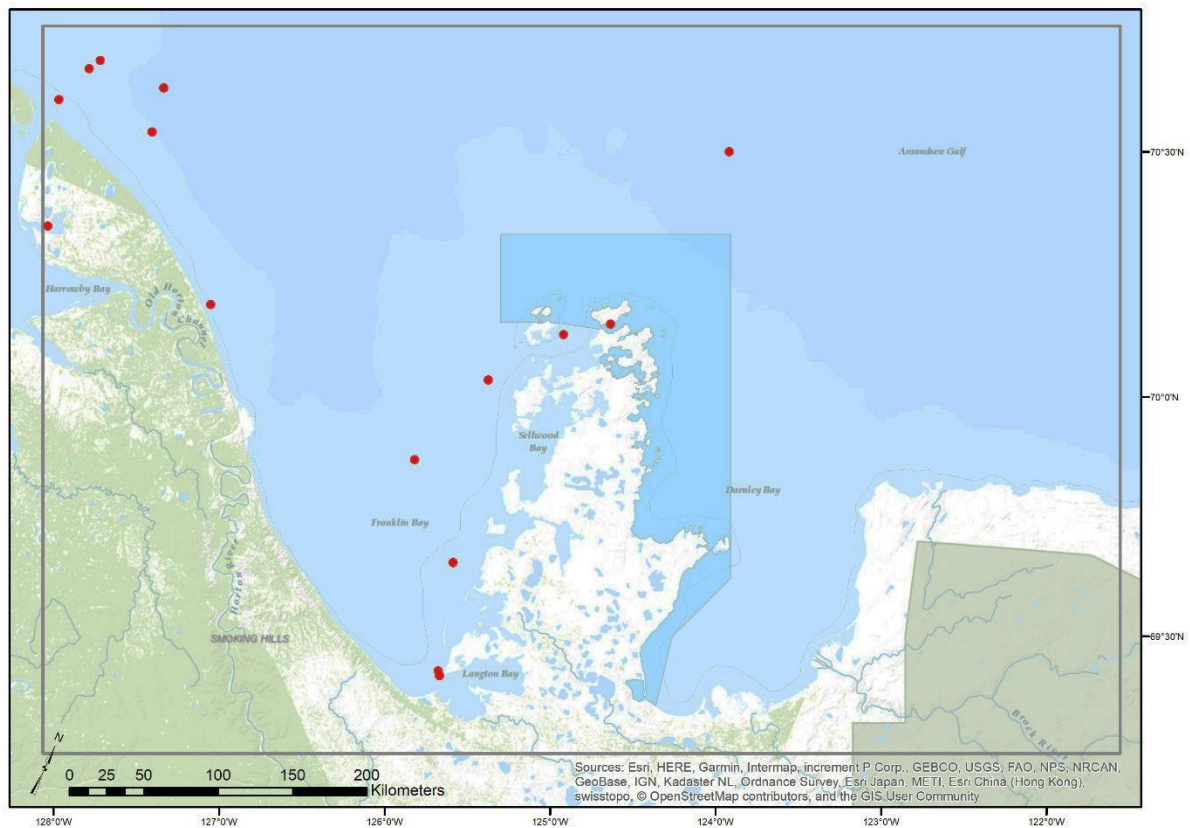 Amundsen Gulf
70°30'N
Harrowby Bay
Old Horton Channel
70°0'N
Sellwood
Bay
Darnley Bay
Franklin Bay
Horton River
SMOKING HILLS
69°30'N
Langton Bay
Brock River
N
0 25 50 100 150 200
Kilometers
Sources: Esri, HERE, Garmin, Intermap, increment P Corp., GEBCO, USGS, FAO, NPS, NRCAN,
GeoBase, IGN, Kadaster NL, Ordnance Survey, Esri Japan, METI, Esri China (Hong Kong),
swisstopo, © OpenStreetMap contributors, and the GIS User Community
128°0'W 127°0'W 126°0'W 125°0'W 124°0'W 123°0'W 122°0'W